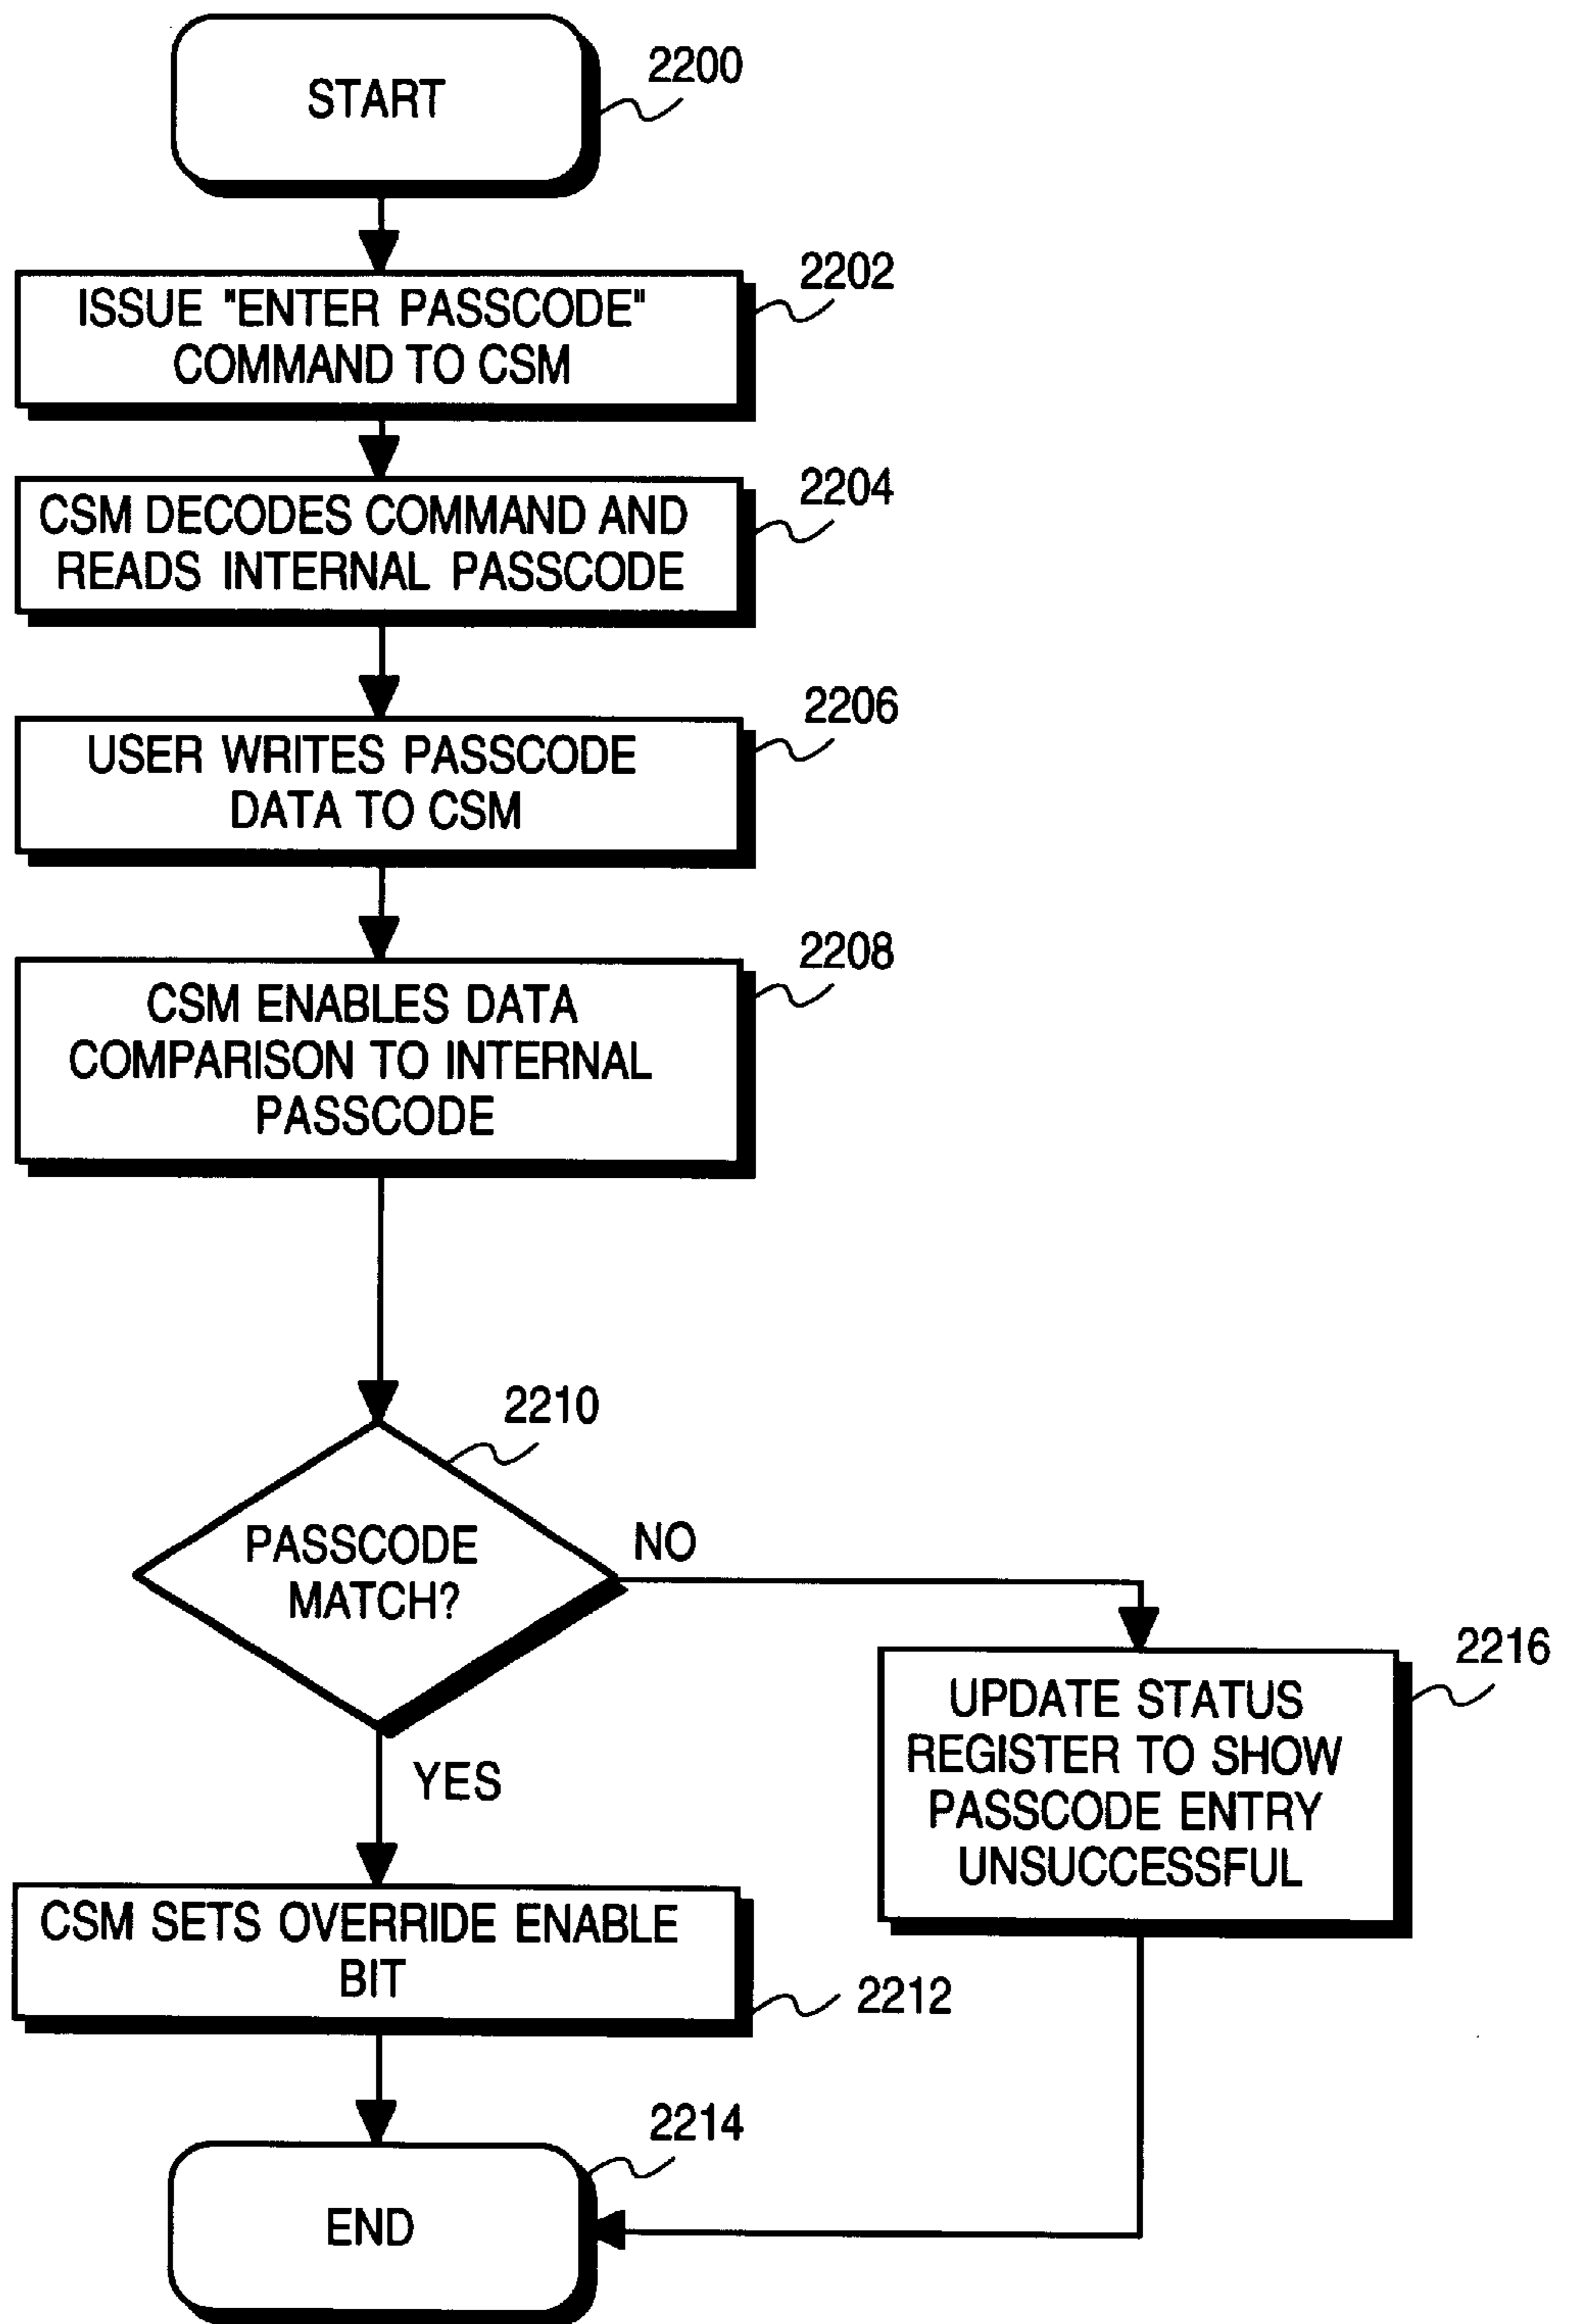 START
2200
2202
ISSUE "ENTER PASSCODE"
COMMAND TO CSM
2204
CSM DECODES COMMAND AND
READS INTERNAL PASSCODE
2206
USER WRITES PASSCODE
DATA TO CSM
2208
CSM ENABLES DATA
COMPARISON TO INTERNAL
PASSCODE
2210
PASSCODE
MATCH?
NO
YES
2216
UPDATE STATUS
REGISTER TO SHOW
PASSCODE ENTRY
UNSUCCESSFUL
CSM SETS OVERRIDE ENABLE
BIT
2212
2214
END